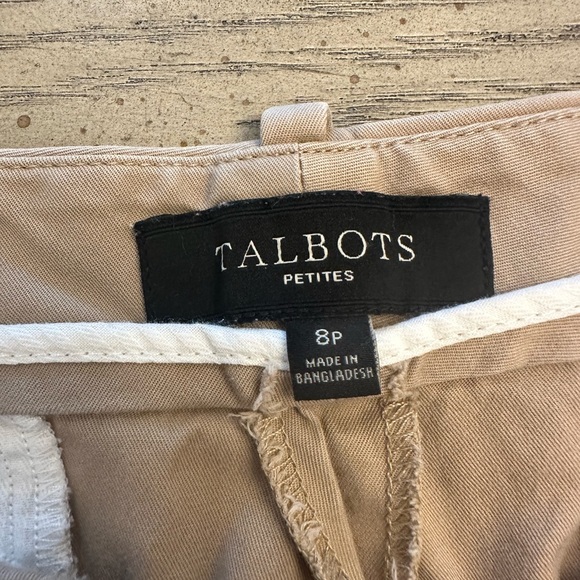 TALBOTS
PETITES
8P
MADE IN
BANGLADESH